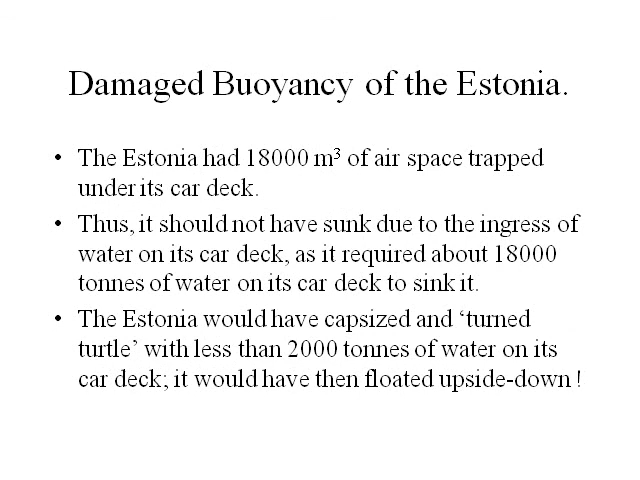 Damaged Buoyancy of the Estonia.
• The Estonia had 18000 m³ of air space trapped
under its car deck.
• Thus, it should not have sunk due to the ingress of
water on its car deck, as it required about 18000
tonnes of water on its car deck to sink it.
• The Estonia would have capsized and ‘turned
turtle’ with less than 2000 tonnes of water on its
car deck; it would have then floated upside-down !